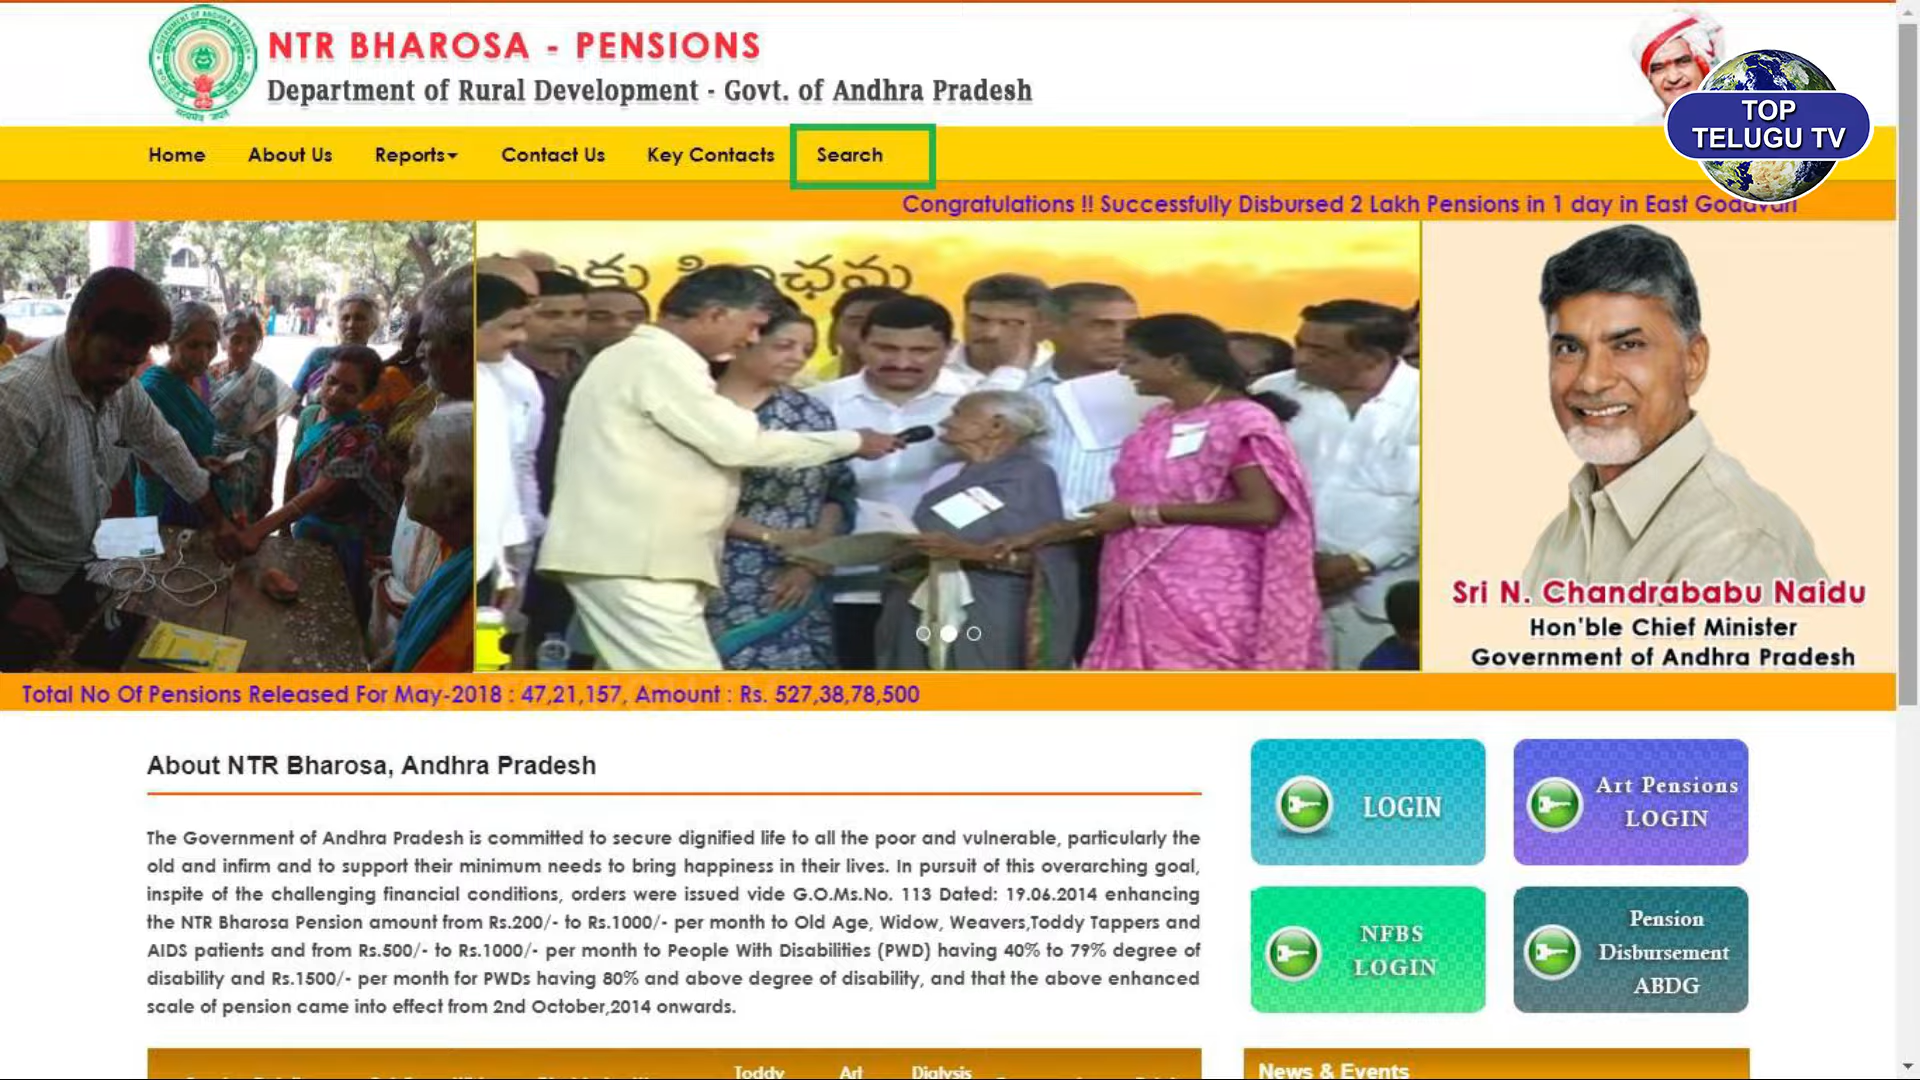 NTR BHAROSA - PENSIONS
Department of Rural Development - Govt. of Andhra Pradesh
TOP
TELUGU TV
Home About Us Reports Contact Us Key Contacts Search
Congratulations !! Successfully Disbursed 2 Lakh Pensions in 1 day in East Godavari
Sri N. Chandrababu Naidu
Hon'ble Chief Minister
Government of Andhra Pradesh
Total No Of Pensions Released For May-2018 : 47,21,157, Amount : Rs. 527,38,78,500
About NTR Bharosa, Andhra Pradesh
The Government of Andhra Pradesh is committed to secure dignified life to all the poor and vulnerable, particularly the
old and infirm and to support their minimum needs to bring happiness in their lives. In pursuit of this overarching goal,
inspite of the challenging financial conditions, orders were issued vide G.O.Ms.No. 113 Dated: 19.06.2014 enhancing
the NTR Bharosa Pension amount from Rs.200/- to Rs.1000/- per month to Old Age, Widow, Weavers,Toddy Tappers and
AIDS patients and from Rs.500/- to Rs.1000/- per month to People With Disabilities (PWD) having 40% to 79% degree of
disability and Rs.1500/- per month for PWDs having 80% and above degree of disability, and that the above enhanced
scale of pension came into effect from 2nd October,2014 onwards.
LOGIN
Art Pensions
LOGIN
NFBS
LOGIN
Pension
Disbursement
ABDG
Toddy Art Dialysis
News & Events